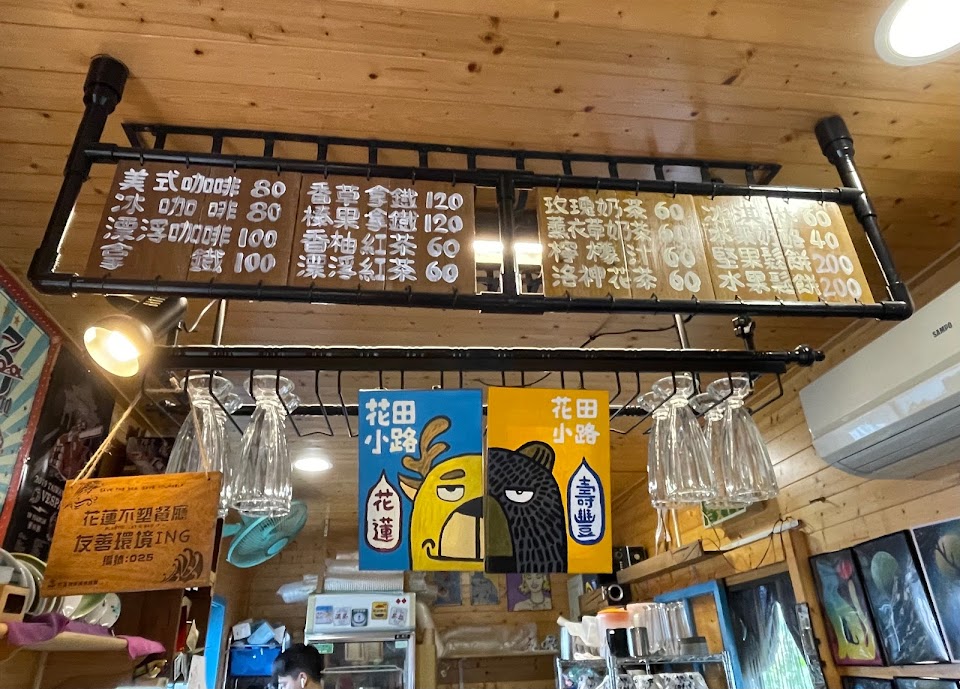 美式咖啡 80
冰咖啡 80
漂浮咖啡 100
拿鐵 100
香草拿鐵 120
榛果拿鐵 120
香柚紅茶 60
漂浮紅茶 60
玫瑰奶茶 60
薰衣草奶茶 60
檸檬汁 60
洛神花茶 60
60
40
堅果鬆餅 200
水果鬆餅 200
花田
小路
花蓮
花田
小路
壽豐
SAMPO
花蓮不塑餐廳
友善環境ING
編號:025